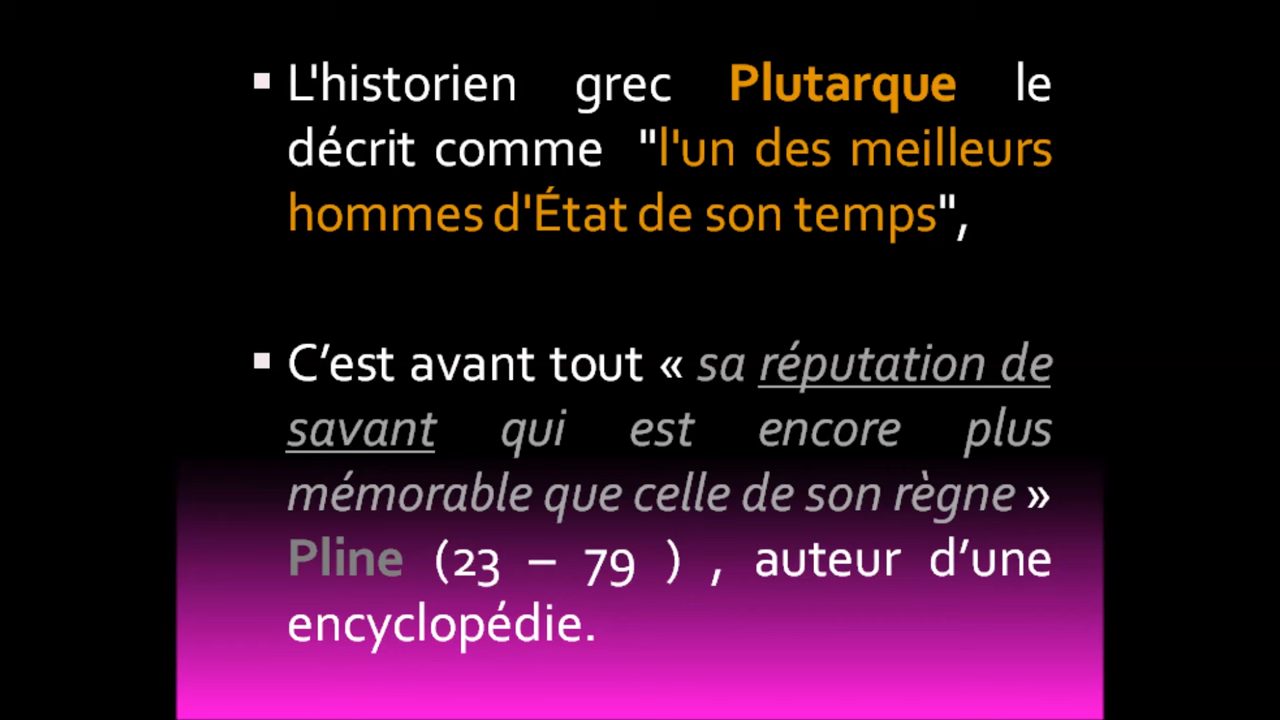 ▪ L'historien grec Plutarque le
décrit comme "l'un des meilleurs
hommes d'État de son temps",
▪ C’est avant tout « sa réputation de
savant qui est encore plus
mémorable que celle de son règne »
Pline (23 – 79 ) , auteur d’une
encyclopédie.